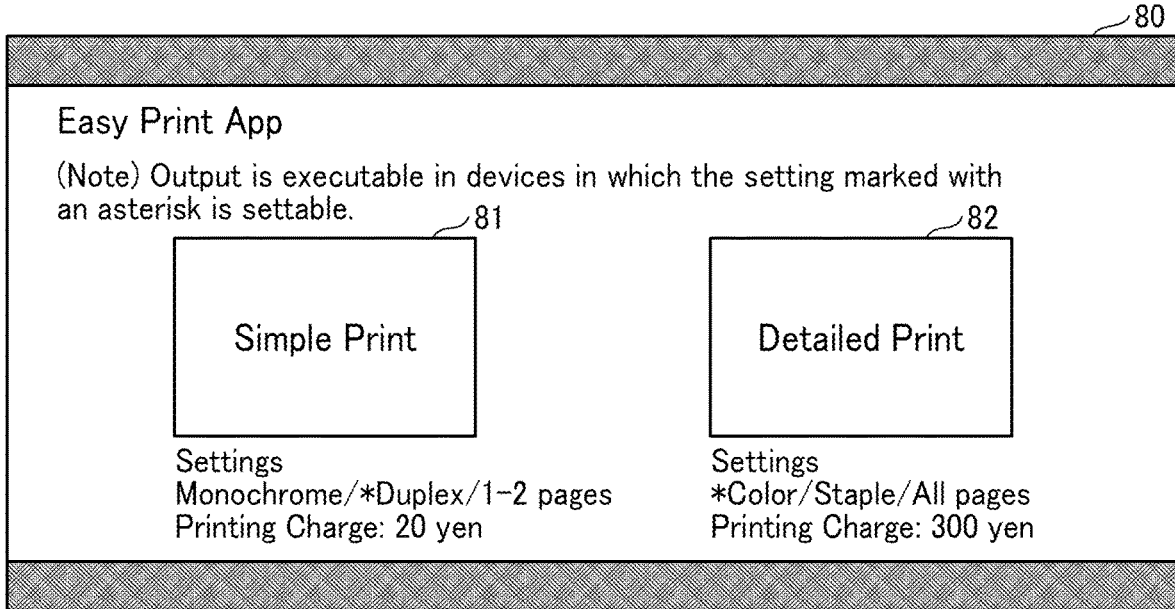 80
Easy Print App
(Note) Output is executable in devices in which the setting marked with
an asterisk is settable.
81
82
Simple Print
Detailed Print
Settings
Monochrome/*Duplex/1-2 pages
Printing Charge: 20 yen
Settings
*Color/Staple/All pages
Printing Charge: 300 yen